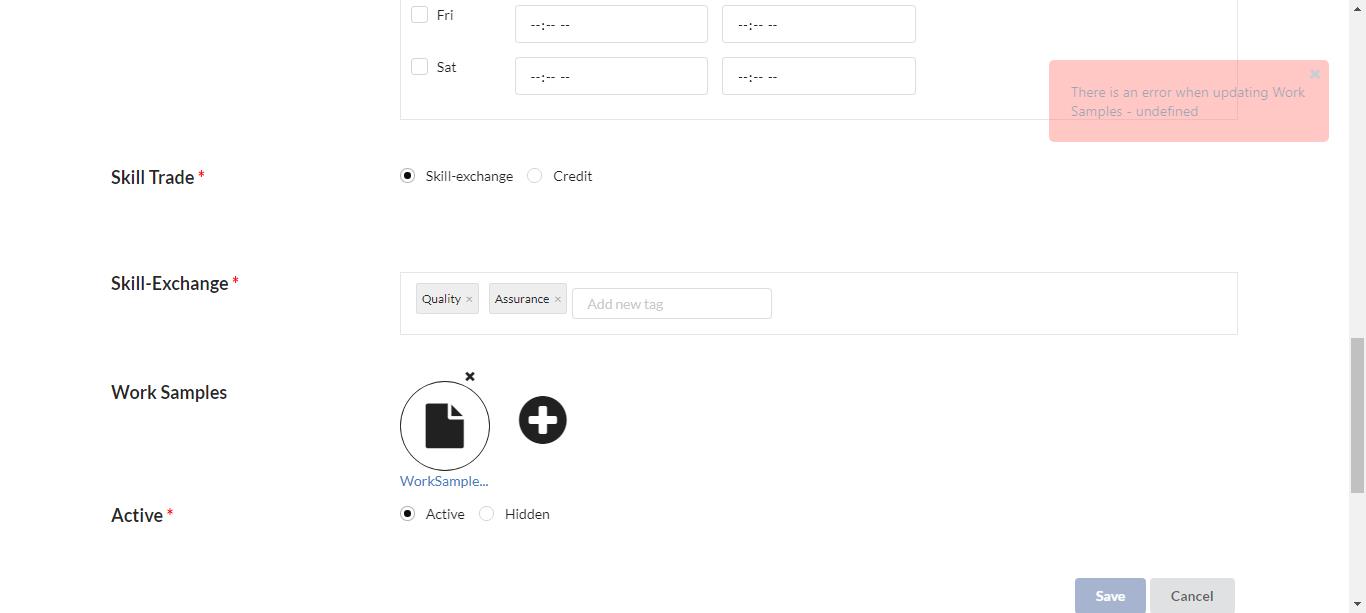 Fri
--:-- --
--:-- --
Sat
--:-- --
--:-- --
There is an error when updating Work
Samples - undefined
Skill Trade *
Skill-exchange
Credit
Skill-Exchange *
Quality ×
Assurance ×
Add new tag
Work Samples
WorkSample...
Active *
Active
Hidden
Save
Cancel